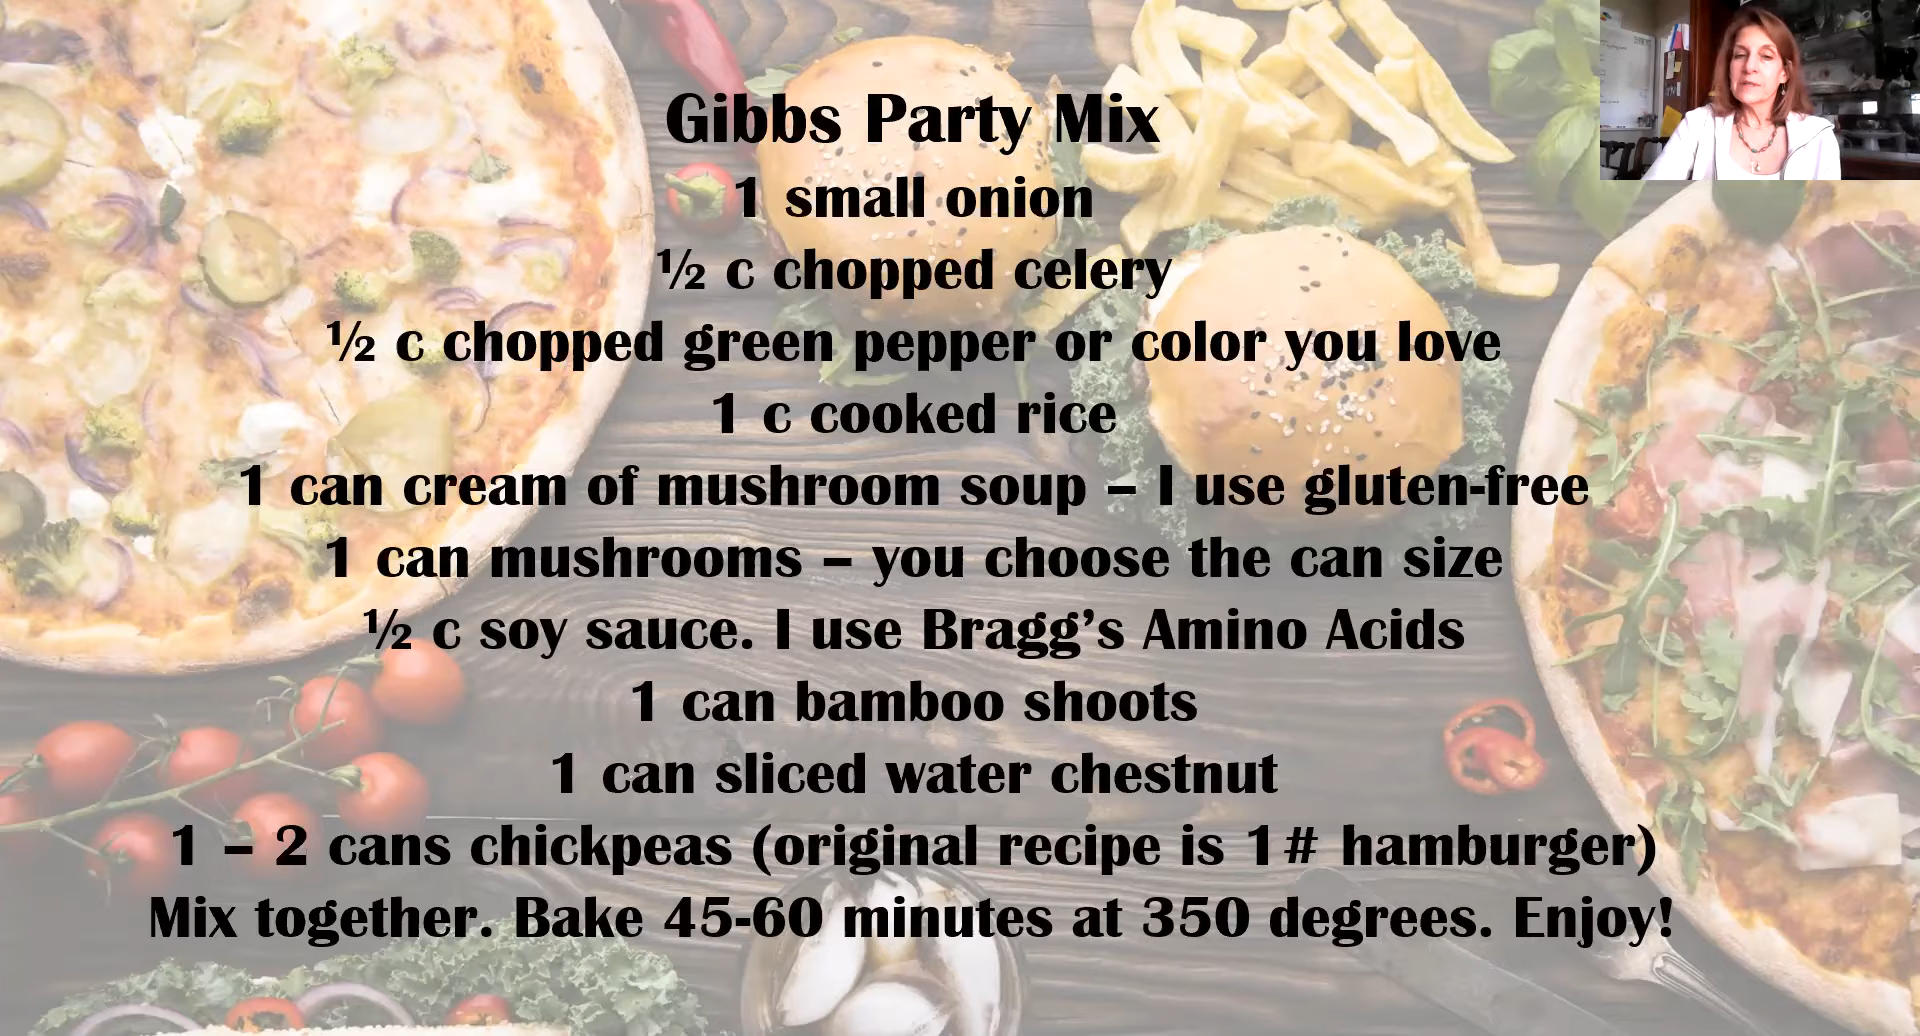 Gibbs Party Mix
1 small onion
½ c chopped celery
½ c chopped green pepper or color you love
1 c cooked rice
1 can cream of mushroom soup – I use gluten-free
1 can mushrooms – you choose the can size
½ c soy sauce. I use Bragg’s Amino Acids
1 can bamboo shoots
1 can sliced water chestnut
1 – 2 cans chickpeas (original recipe is 1# hamburger)
Mix together. Bake 45-60 minutes at 350 degrees. Enjoy!